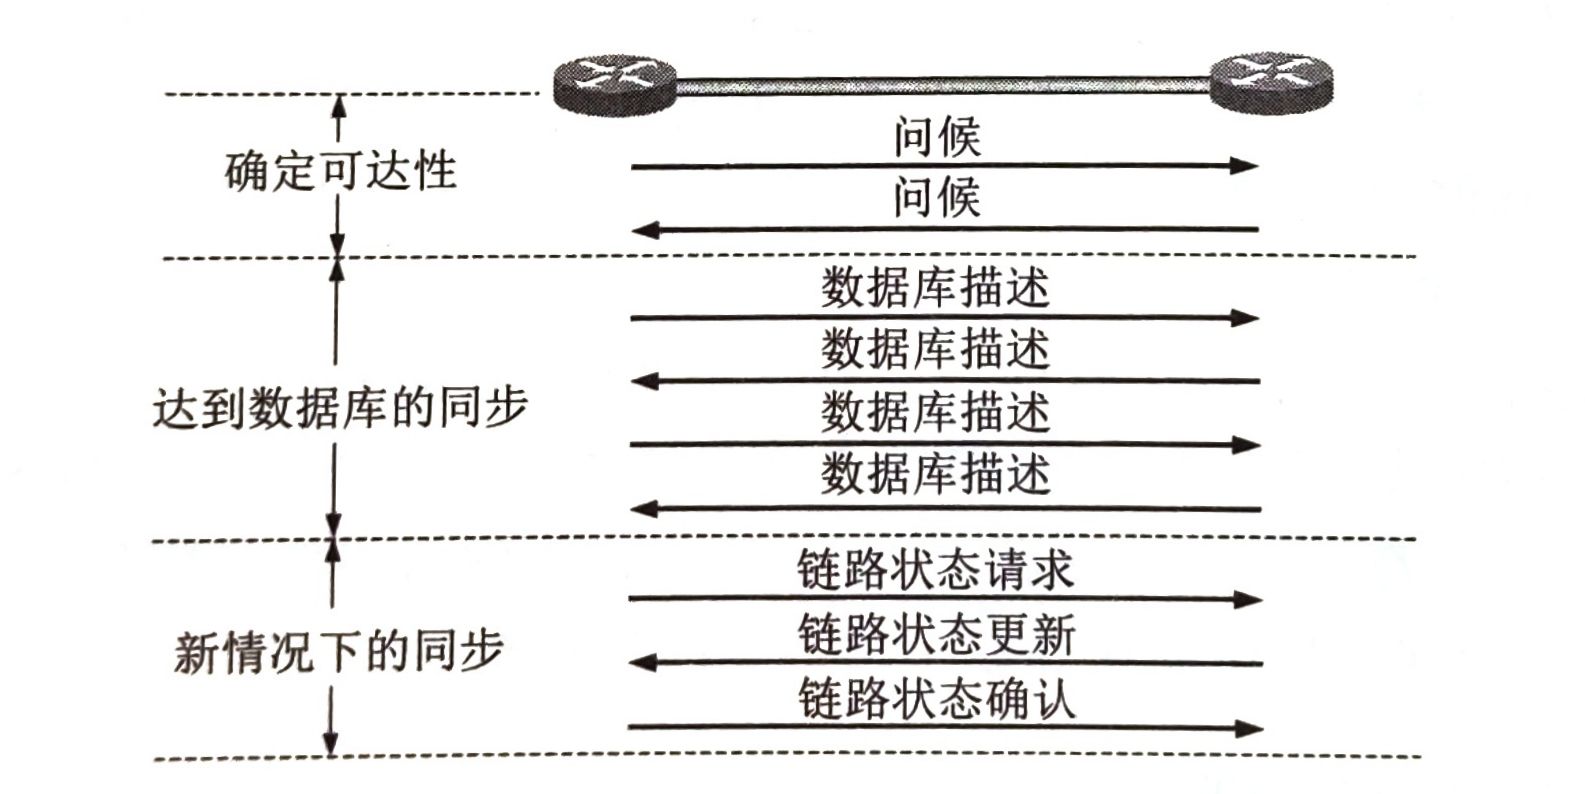 问候
确定可达性
问候
数据库描述
数据库描述
达到数据库的同步
数据库描述
数据库描述
链路状态请求
链路状态更新
新情况下的同步
链路状态确认